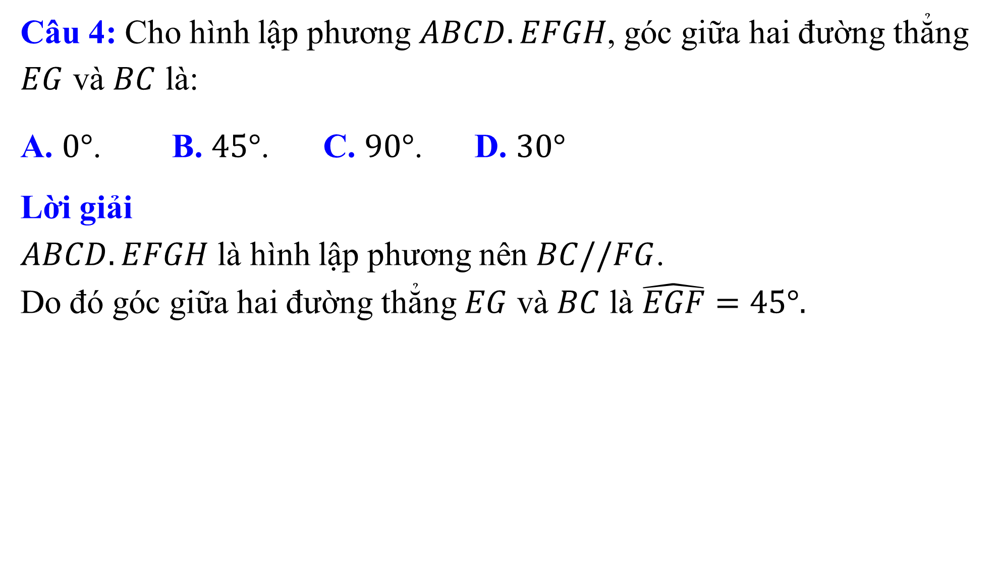 Câu 4: Cho hình lập phương ABCD.EFGH, góc giữa hai đường thẳng
EG và BC là:
A. 0°. B. 45°. C. 90°. D. 30°
Lời giải
ABCD.EFGH là hình lập phương nên BC//FG.
Do đó góc giữa hai đường thẳng EG và BC là \widehat{EGF} = 45°.